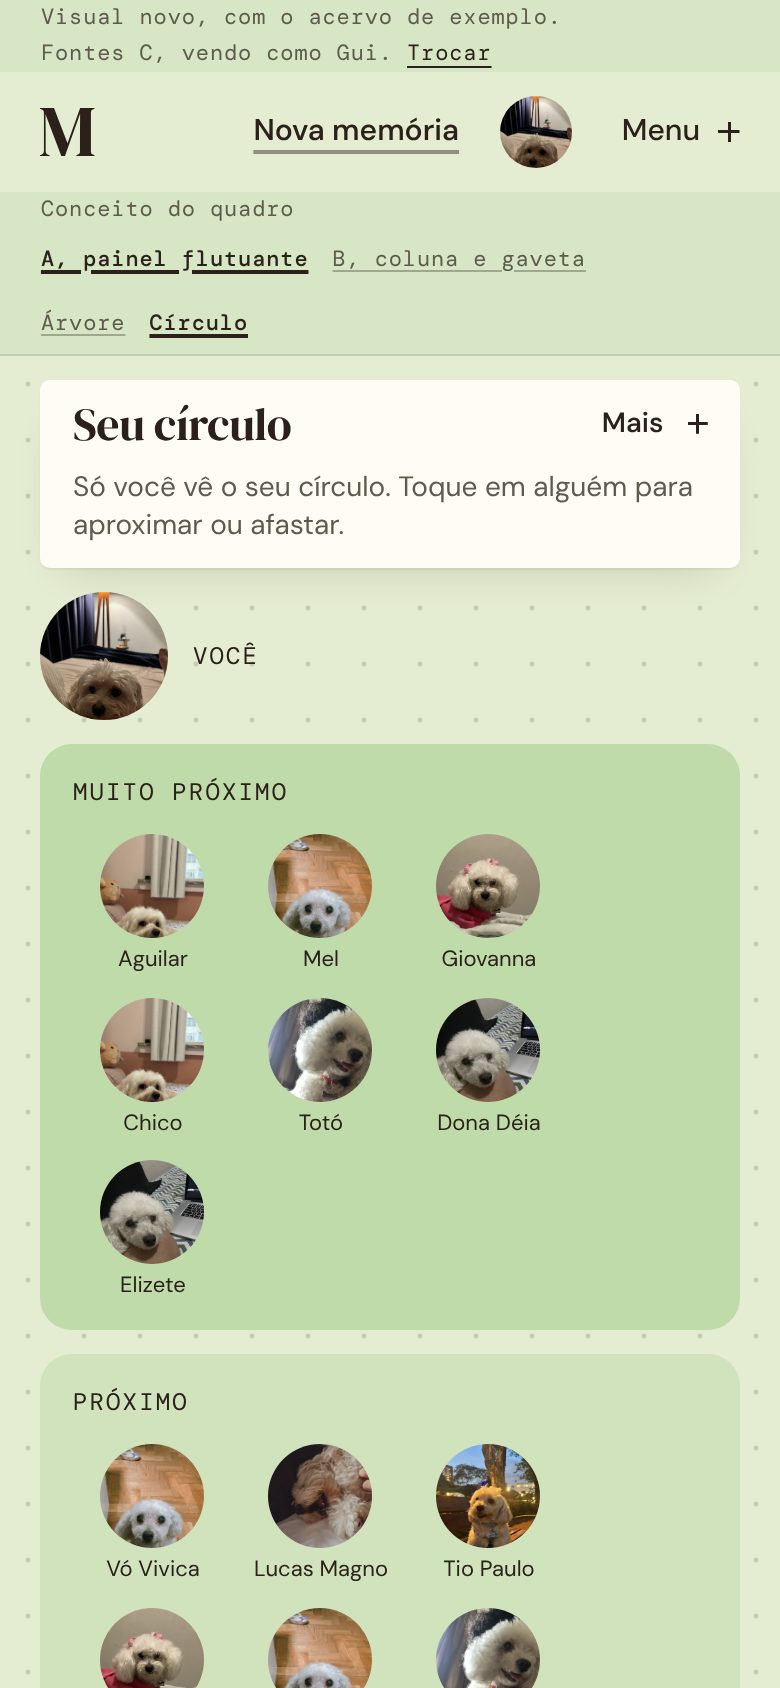 Visual novo, com o acervo de exemplo.
Fontes C, vendo como Gui. Trocar
M Nova memória Menu +
Conceito do quadro
A, painel flutuante B, coluna e gaveta
Árvore Círculo
Seu círculo Mais +
Só você vê o seu círculo. Toque em alguém para
aproximar ou afastar.
VOCÊ
MUITO PRÓXIMO
Aguilar Mel Giovanna
Chico Totó Dona Déia
Elizete
PRÓXIMO
Vó Vivica Lucas Magno Tio Paulo